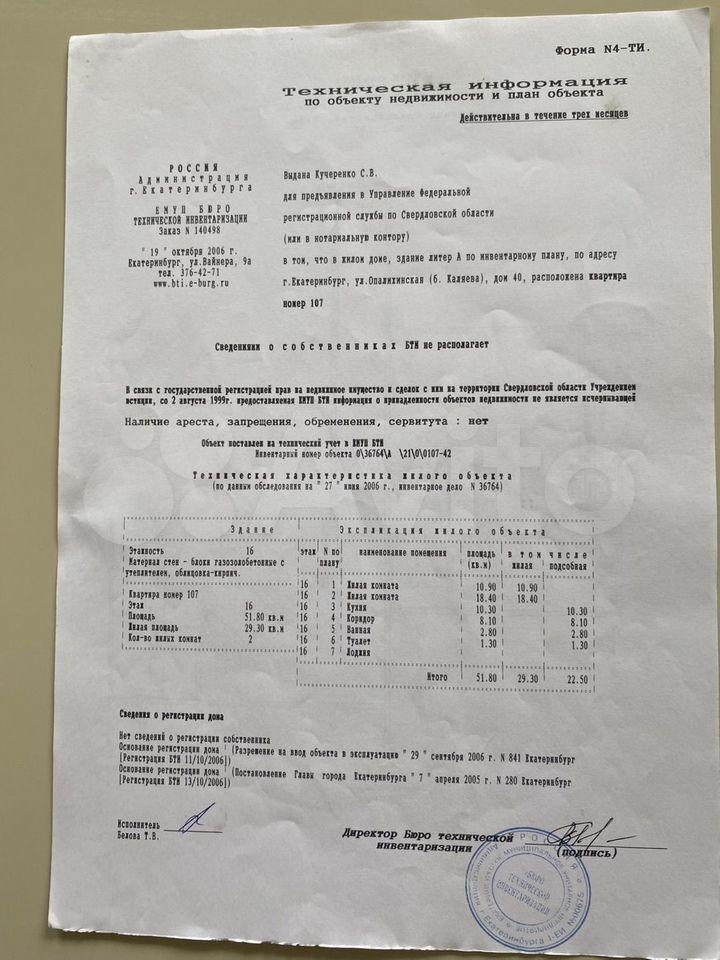 Форма N4-ТИ.
Техническая информация
по объекту недвижимости и план объекта
Действительна в течение трех месяцев
РОССИЯ
Администрация
г. Екатеринбурга
ЕМУП БЮРО
ТЕХНИЧЕСКОЙ ИНВЕНТАРИЗАЦИИ
Заказ N 140498
" 19 " октября 2006 г.
Екатеринбург, ул.Вайнера, 9а
тел. 376-42-71
www.bti.e-burg.ru
Выдана Кучеренко С.В.
для предъявления в Управление Федеральной
регистрационной службы по Свердловской области
(или в нотариальную контору)
в том, что в жилом доме, здание литер А по инвентарному плану, по адресу
г.Екатеринбург, ул.Опалихинская (б. Каляева), дом 40, расположена квартира
номер 107
Сведениями о собственниках БТИ не располагает
В связи с государственной регистрацией прав на недвижимое имущество и сделок с ним на территории Свердловской области Учреждением
юстиции, со 2 августа 1999г. предоставляемая ЕМУП БТИ информация о принадлежности объектов недвижимости не является исчерпывающей
Наличие ареста, запрещения, обременения, сервитута : нет
Объект поставлен на технический учет в ЕМУП БТИ
Инвентарный номер объекта 0\36764\А \21\0\0107-42
Техническая характеристика жилого объекта
(по данным обследования на " 27 " июня 2006 г., инвентарное дело N 36764)
Здание Экспликация жилого объекта
Этажность 16
Материал стен - блоки газозолобетонные с
утеплителем, облицовка-кирпич.
Квартира номер 107
Этаж 16
Площадь 51.80 кв.м
Жилая площадь 29.30 кв.м
Кол-во жилых комнат 2
этаж N по плану наименование помещения площадь (кв.м) в том числе жилая подсобная
16 1 Жилая комната 10.90 10.90
16 2 Жилая комната 18.40 18.40
16 3 Кухня 10.30 10.30
16 4 Коридор 8.10 8.10
16 5 Ванная 2.80 2.80
16 6 Туалет 1.30 1.30
16 7 Лоджия
Итого 51.80 29.30 22.50
Сведения о регистрации дома
Нет сведений о регистрации собственника
Основание регистрации дома (Разрешение на ввод объекта в эксплуатацию " 29 " сентября 2006 г. N 841 Екатеринбург
[Регистрация БТИ 11/10/2006])
Основание регистрации дома (Постановление Главы города Екатеринбурга " 7 " апреля 2005 г. N 280 Екатеринбург
[Регистрация БТИ 13/10/2006])
Исполнитель
Белова Т.В.
Директор Бюро технической
инвентаризации
(подпись)
БЮРО
ТЕХНИЧЕСКОЙ
ИНВЕНТАРИЗАЦИИ
Avito